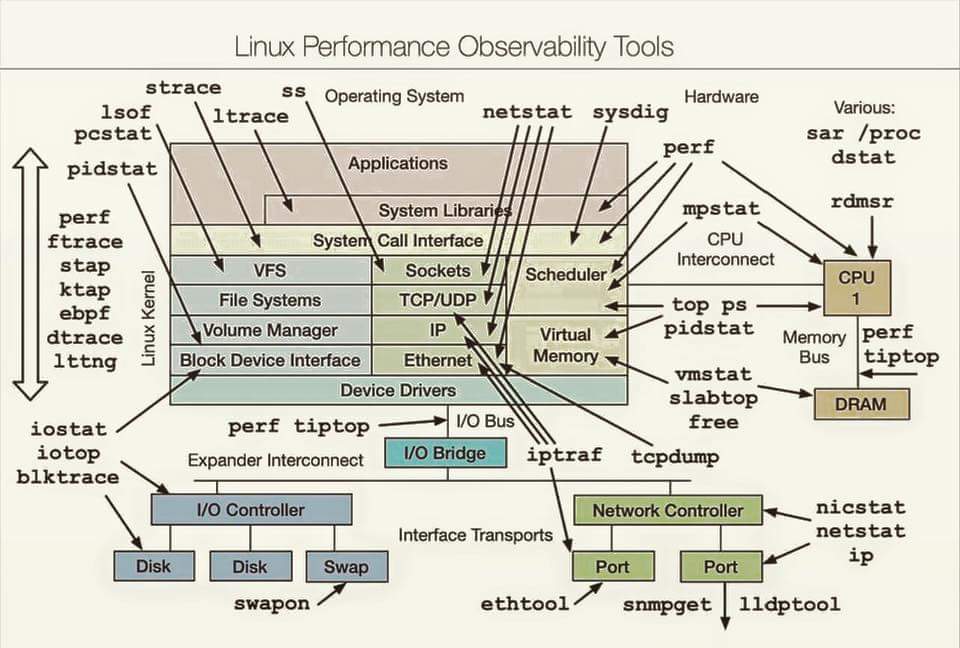 Linux Performance Observability Tools
strace
ss
Operating System
Hardware
Various:
lsof
pcstat
ltrace
netstat
sysdig
sar /proc
dstat
perf
pidstat
Applications
rdmsr
System Libraries
mpstat
System Call Interface
CPU
Interconnect
perf
ftrace
stap
ktap
ebpf
dtrace
lttng
Linux Kernel
VFS
Sockets
Scheduler
CPU
1
File Systems
TCP/UDP
top ps
pidstat
Volume Manager
IP
Virtual
Memory
Memory
Bus
perf
tiptop
Block Device Interface
Ethernet
Device Drivers
vmstat
slabtop
free
DRAM
iostat
iotop
blktrace
perf tiptop
I/O Bus
Expander Interconnect
I/O Bridge
iptraf
tcpdump
I/O Controller
Interface Transports
Network Controller
nicstat
netstat
ip
Disk
Disk
Swap
Port
Port
swapon
ethtool
snmpget
lldptool